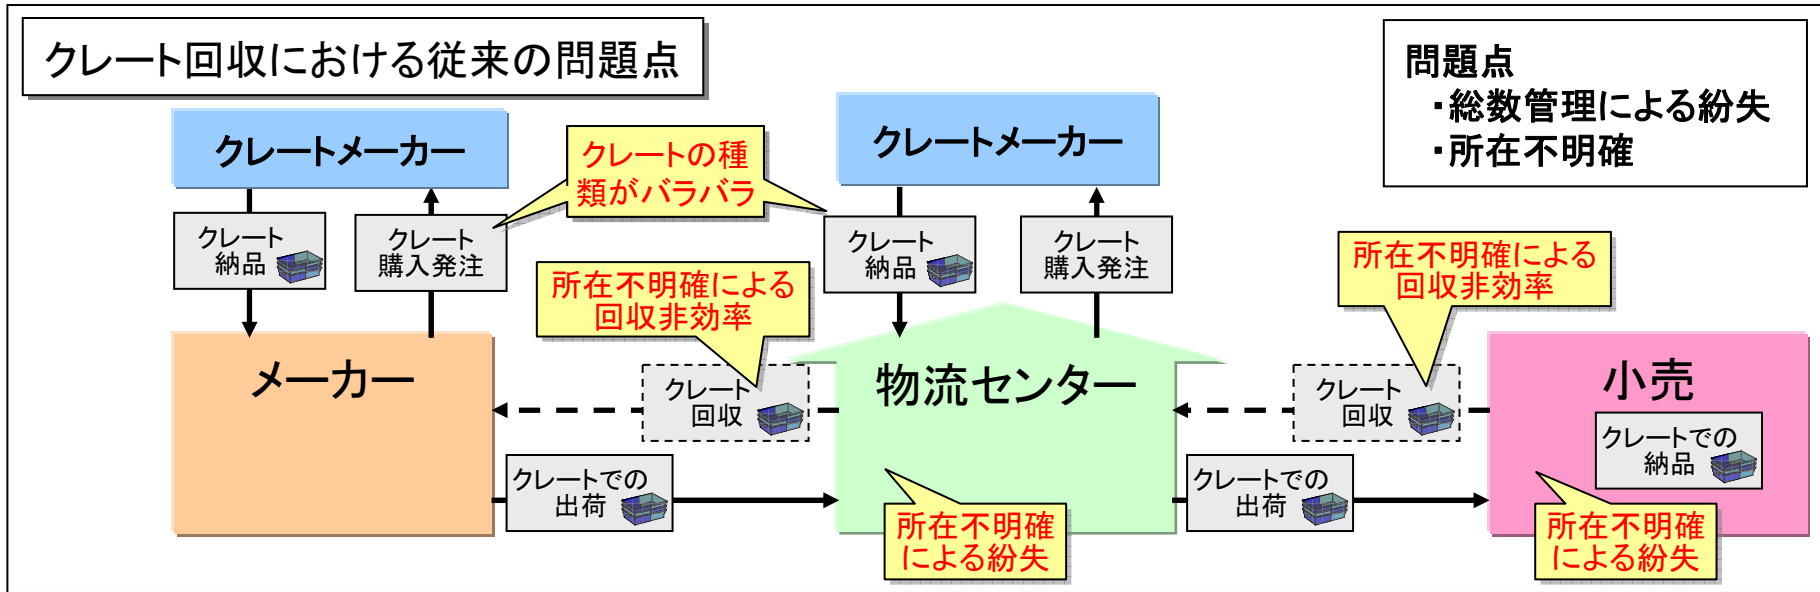 クレート回収における従来の問題点
問題点
・総数管理による紛失
・所在不明確
クレートメーカー
クレートメーカー
クレートの種
類がバラバラ
クレート
納品
クレート
購入発注
クレート
納品
クレート
購入発注
所在不明確による
回収非効率
所在不明確による
回収非効率
メーカー
物流センター
小売
クレート
回収
クレート
回収
クレートでの
納品
クレートでの
出荷
クレートでの
出荷
所在不明確
による紛失
所在不明確
による紛失